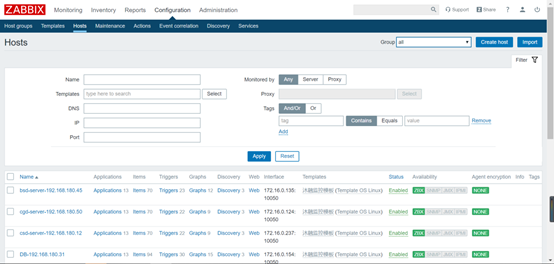 ZABBIX Monitoring Inventory Reports Configuration Administration Support Share ?
Host groups Templates Hosts Maintenance Actions Event correlation Discovery Services
Hosts Group all Create host Import
Filter
Name Monitored by Any Server Proxy
Templates type here to search Select Proxy Select
DNS Tags And/Or Or
IP tag Contains Equals value Remove
Port Add
Apply Reset
Name Applications Items Triggers Graphs Discovery Web Interface Templates Status Availability Agent encryption Info Tags
bsd-server-192.168.180.45 Applications 13 Items 70 Triggers 23 Graphs 12 Discovery 3 Web 172.16.0.135: 10050 (Template OS Linux) Enabled ZBX SNMP JMX IPMI NONE
cgd-server-192.168.180.50 Applications 13 Items 70 Triggers 22 Graphs 9 Discovery 3 Web 172.16.0.124: 10050 (Template OS Linux) Enabled ZBX SNMP JMX IPMI NONE
csd-server-192.168.180.12 Applications 13 Items 70 Triggers 22 Graphs 9 Discovery 3 Web 172.16.0.237: 10050 (Template OS Linux) Enabled ZBX SNMP JMX IPMI NONE
DB-192.168.180.31 Applications 13 Items 94 Triggers 30 Graphs 15 Discovery 3 Web 172.16.0.154: 10050 (Template OS Linux) Enabled ZBX SNMP JMX IPMI NONE